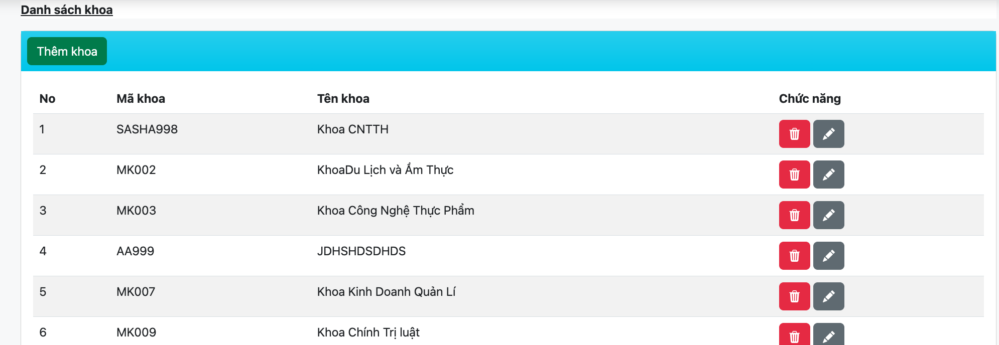 Danh sách khoa
Thêm khoa
No Mã khoa Tên khoa Chức năng
1 SASHA998 Khoa CNTTH
2 MK002 KhoaDu Lịch và Ẩm Thực
3 MK003 Khoa Công Nghệ Thực Phẩm
4 AA999 JDHSHDSDHDS
5 MK007 Khoa Kinh Doanh Quản Lí
6 MK009 Khoa Chính Trị luật